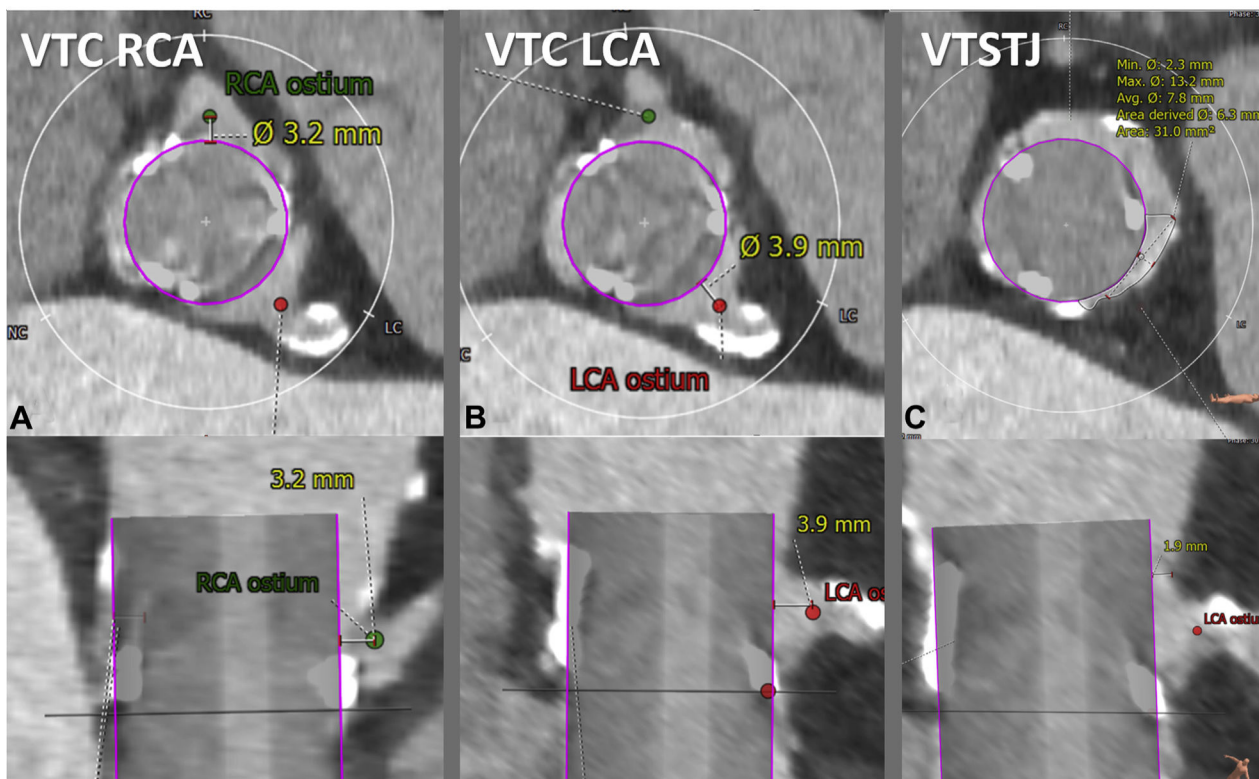 VTC RCA
RC
RCA ostium
Ø 3.2 mm
NC
LC
A
VTC LCA
Ø 3.9 mm
LC
LCA ostium
B
VTSTJ
RC
Min. Ø: 2.3 mm
Max. Ø: 13.2 mm
Avg. Ø: 7.8 mm
Area derived Ø: 6.3 mm
Area: 31.0 mm²
LC
C
3.2 mm
RCA ostium
3.9 mm
LCA os
1.9 mm
LCA ostiu